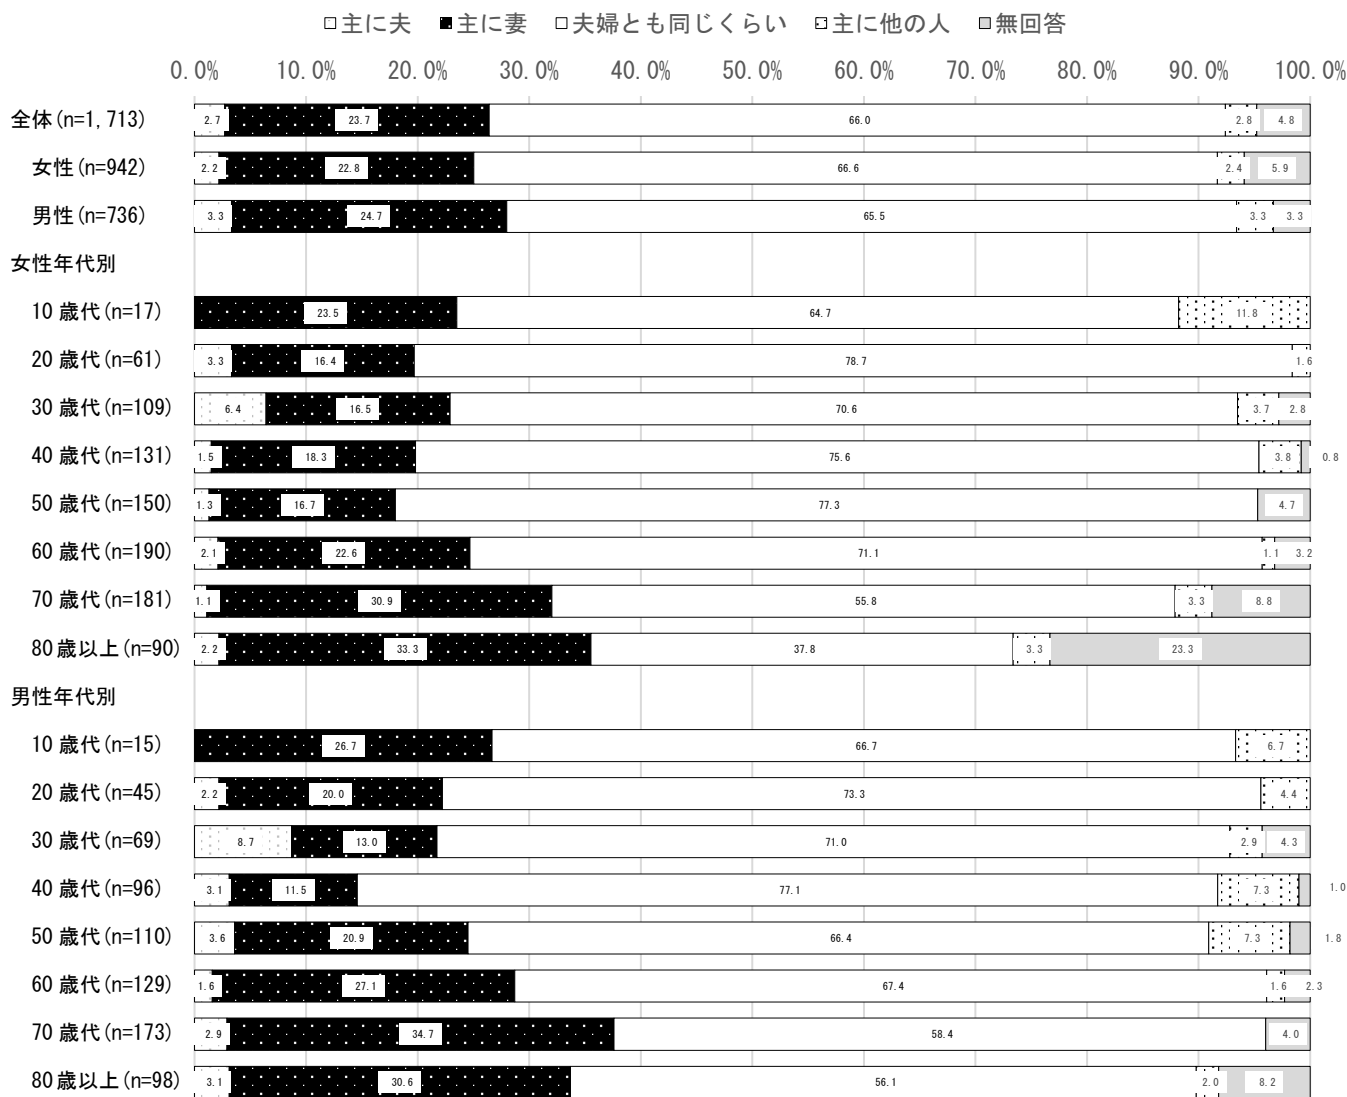 □主に夫 ■主に妻 □夫婦とも同じくらい □主に他の人 □無回答
0.0% 10.0% 20.0% 30.0% 40.0% 50.0% 60.0% 70.0% 80.0% 90.0% 100.0%
全体(n=1,713) 2.7 23.7 66.0 2.8 4.8
女性(n=942) 2.2 22.8 66.6 2.4 5.9
男性(n=736) 3.3 24.7 65.5 3.3 3.3
女性年代別
10歳代(n=17) 23.5 64.7 11.8
20歳代(n=61) 3.3 16.4 78.7 1.6
30歳代(n=109) 6.4 16.5 70.6 3.7 2.8
40歳代(n=131) 1.5 18.3 75.6 3.8 0.8
50歳代(n=150) 1.3 16.7 77.3 4.7
60歳代(n=190) 2.1 22.6 71.1 1.1 3.2
70歳代(n=181) 1.1 30.9 55.8 3.3 8.8
80歳以上(n=90) 2.2 33.3 37.8 3.3 23.3
男性年代別
10歳代(n=15) 26.7 66.7 6.7
20歳代(n=45) 2.2 20.0 73.3 4.4
30歳代(n=69) 8.7 13.0 71.0 2.9 4.3
40歳代(n=96) 3.1 11.5 77.1 7.3 1.0
50歳代(n=110) 3.6 20.9 66.4 7.3 1.8
60歳代(n=129) 1.6 27.1 67.4 1.6 2.3
70歳代(n=173) 2.9 34.7 58.4 4.0
80歳以上(n=98) 3.1 30.6 56.1 2.0 8.2